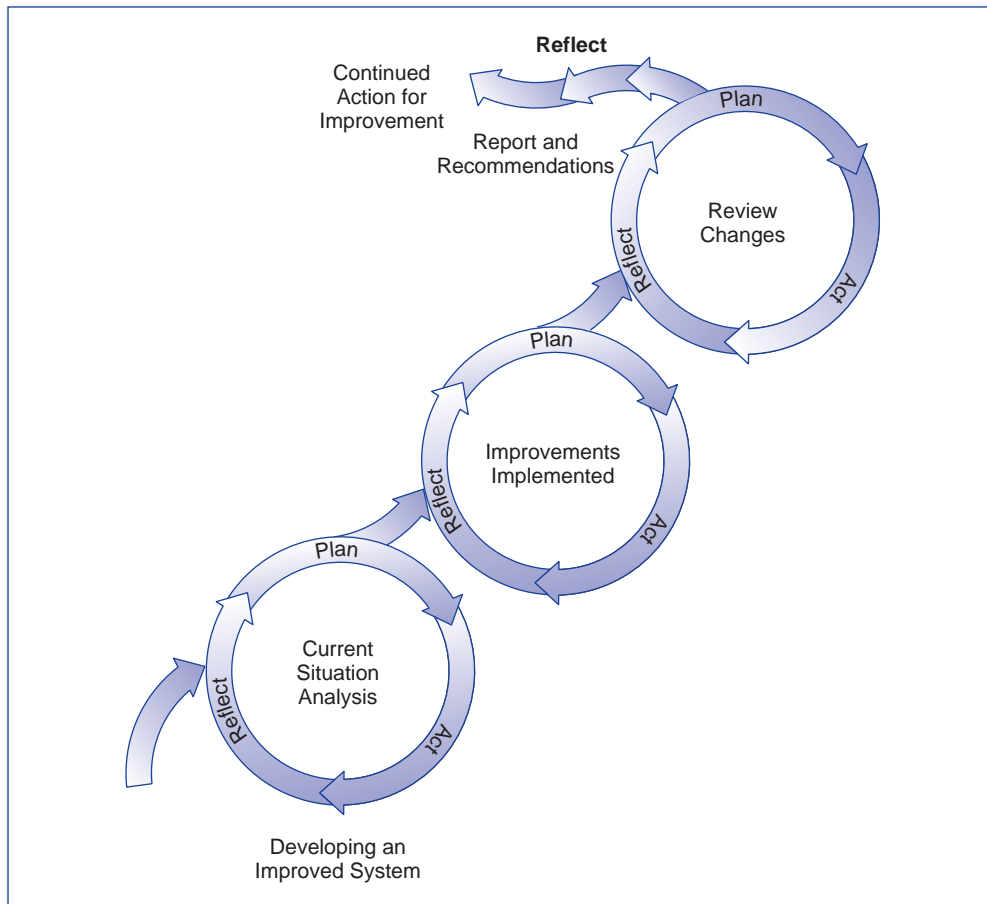 Reflect
Continued
Action for
Improvement
Report and
Recommendations
Plan
Review
Changes
Reflect
Act
Plan
Improvements
Implemented
Reflect
Act
Plan
Current
Situation
Analysis
Reflect
Act
Developing an
Improved System